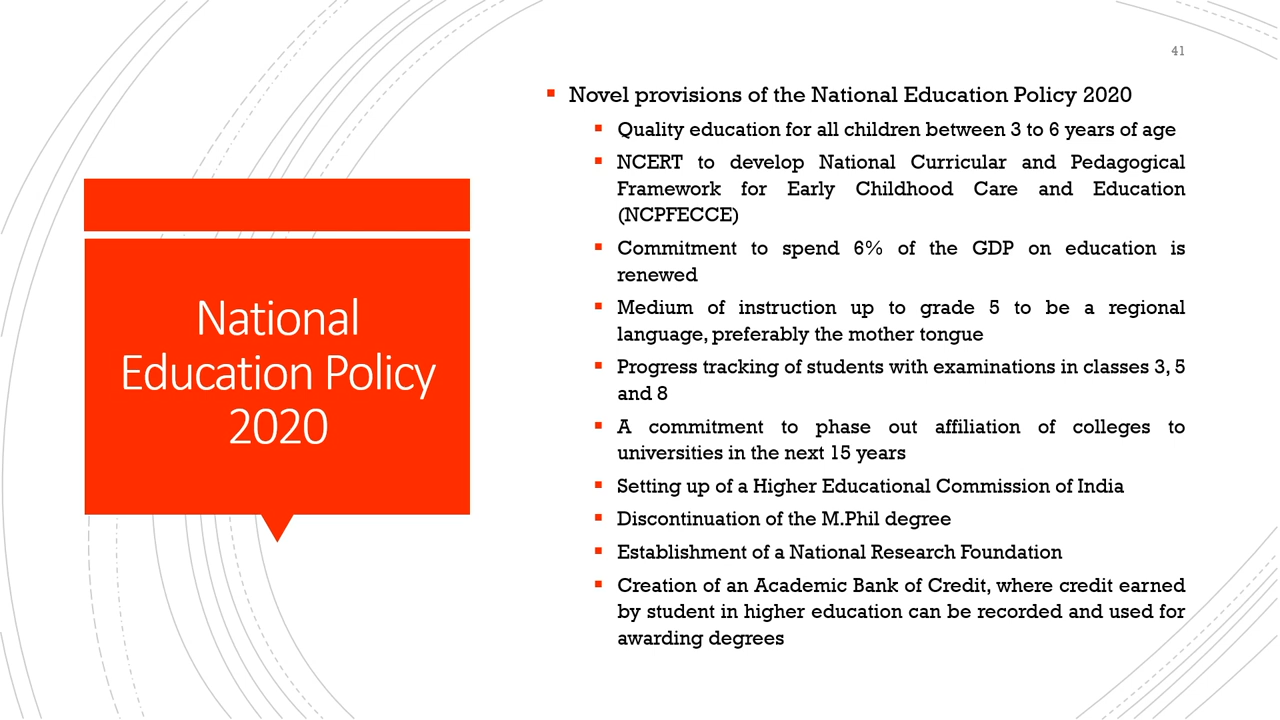 41
National
Education Policy
2020
Novel provisions of the National Education Policy 2020
Quality education for all children between 3 to 6 years of age
NCERT to develop National Curricular and Pedagogical
Framework for Early Childhood Care and Education
(NCPFECCE)
Commitment to spend 6% of the GDP on education is
renewed
Medium of instruction up to grade 5 to be a regional
language, preferably the mother tongue
Progress tracking of students with examinations in classes 3, 5
and 8
A commitment to phase out affiliation of colleges to
universities in the next 15 years
Setting up of a Higher Educational Commission of India
Discontinuation of the M.Phil degree
Establishment of a National Research Foundation
Creation of an Academic Bank of Credit, where credit earned
by student in higher education can be recorded and used for
awarding degrees